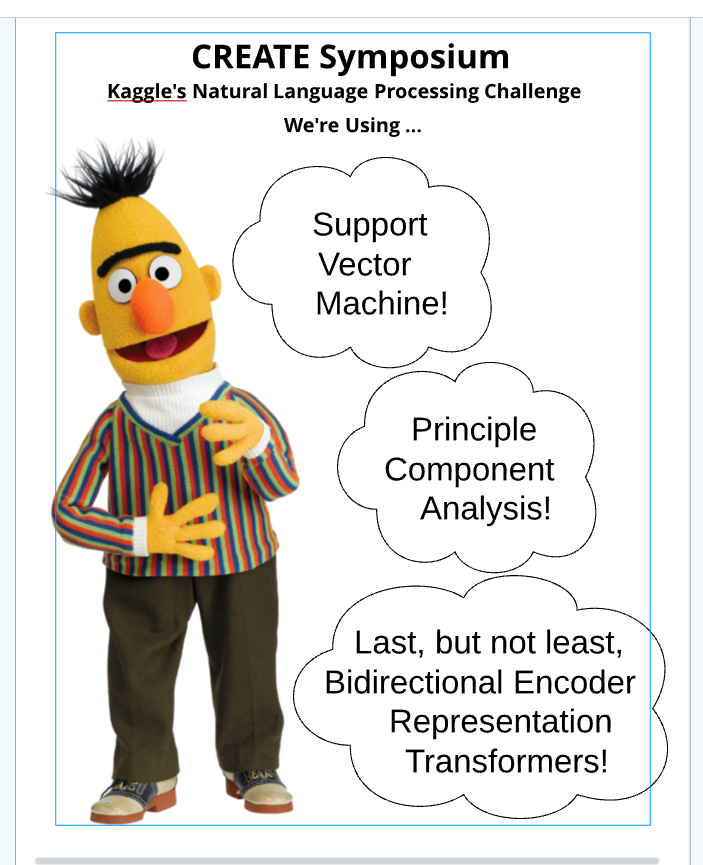 CREATE Symposium
Kaggle's Natural Language Processing Challenge
We're Using ...
Support
Vector
Machine!
Principle
Component
Analysis!
Last, but not least,
Bidirectional Encoder
Representation
Transformers!